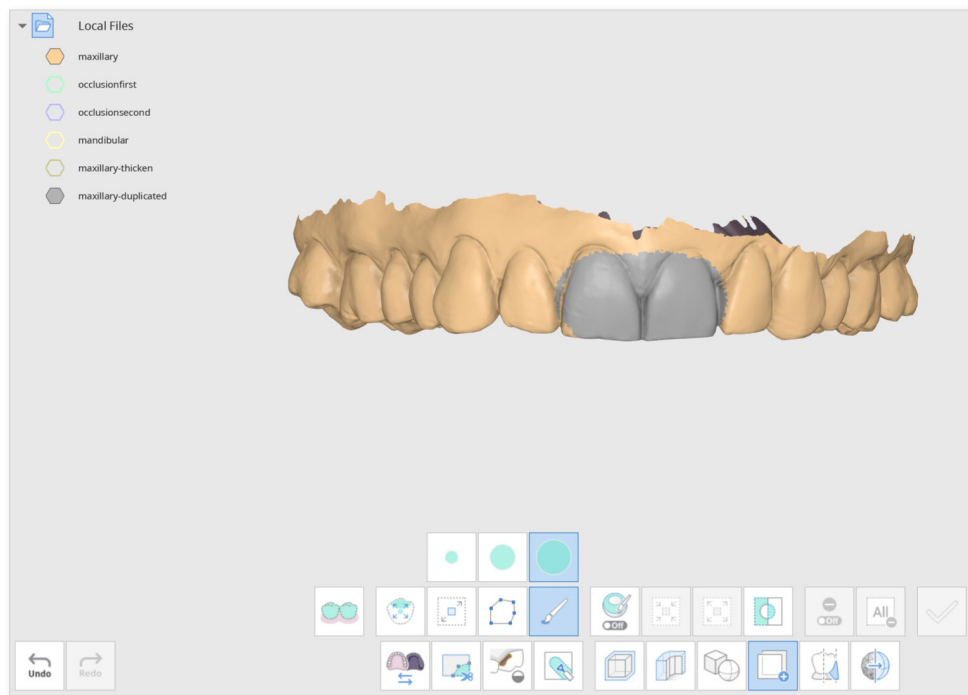 Local Files
maxillary
occlusionfirst
occlusionsecond
mandibular
maxillary-thicken
maxillary-duplicated
Off
Off
All
Undo
Redo